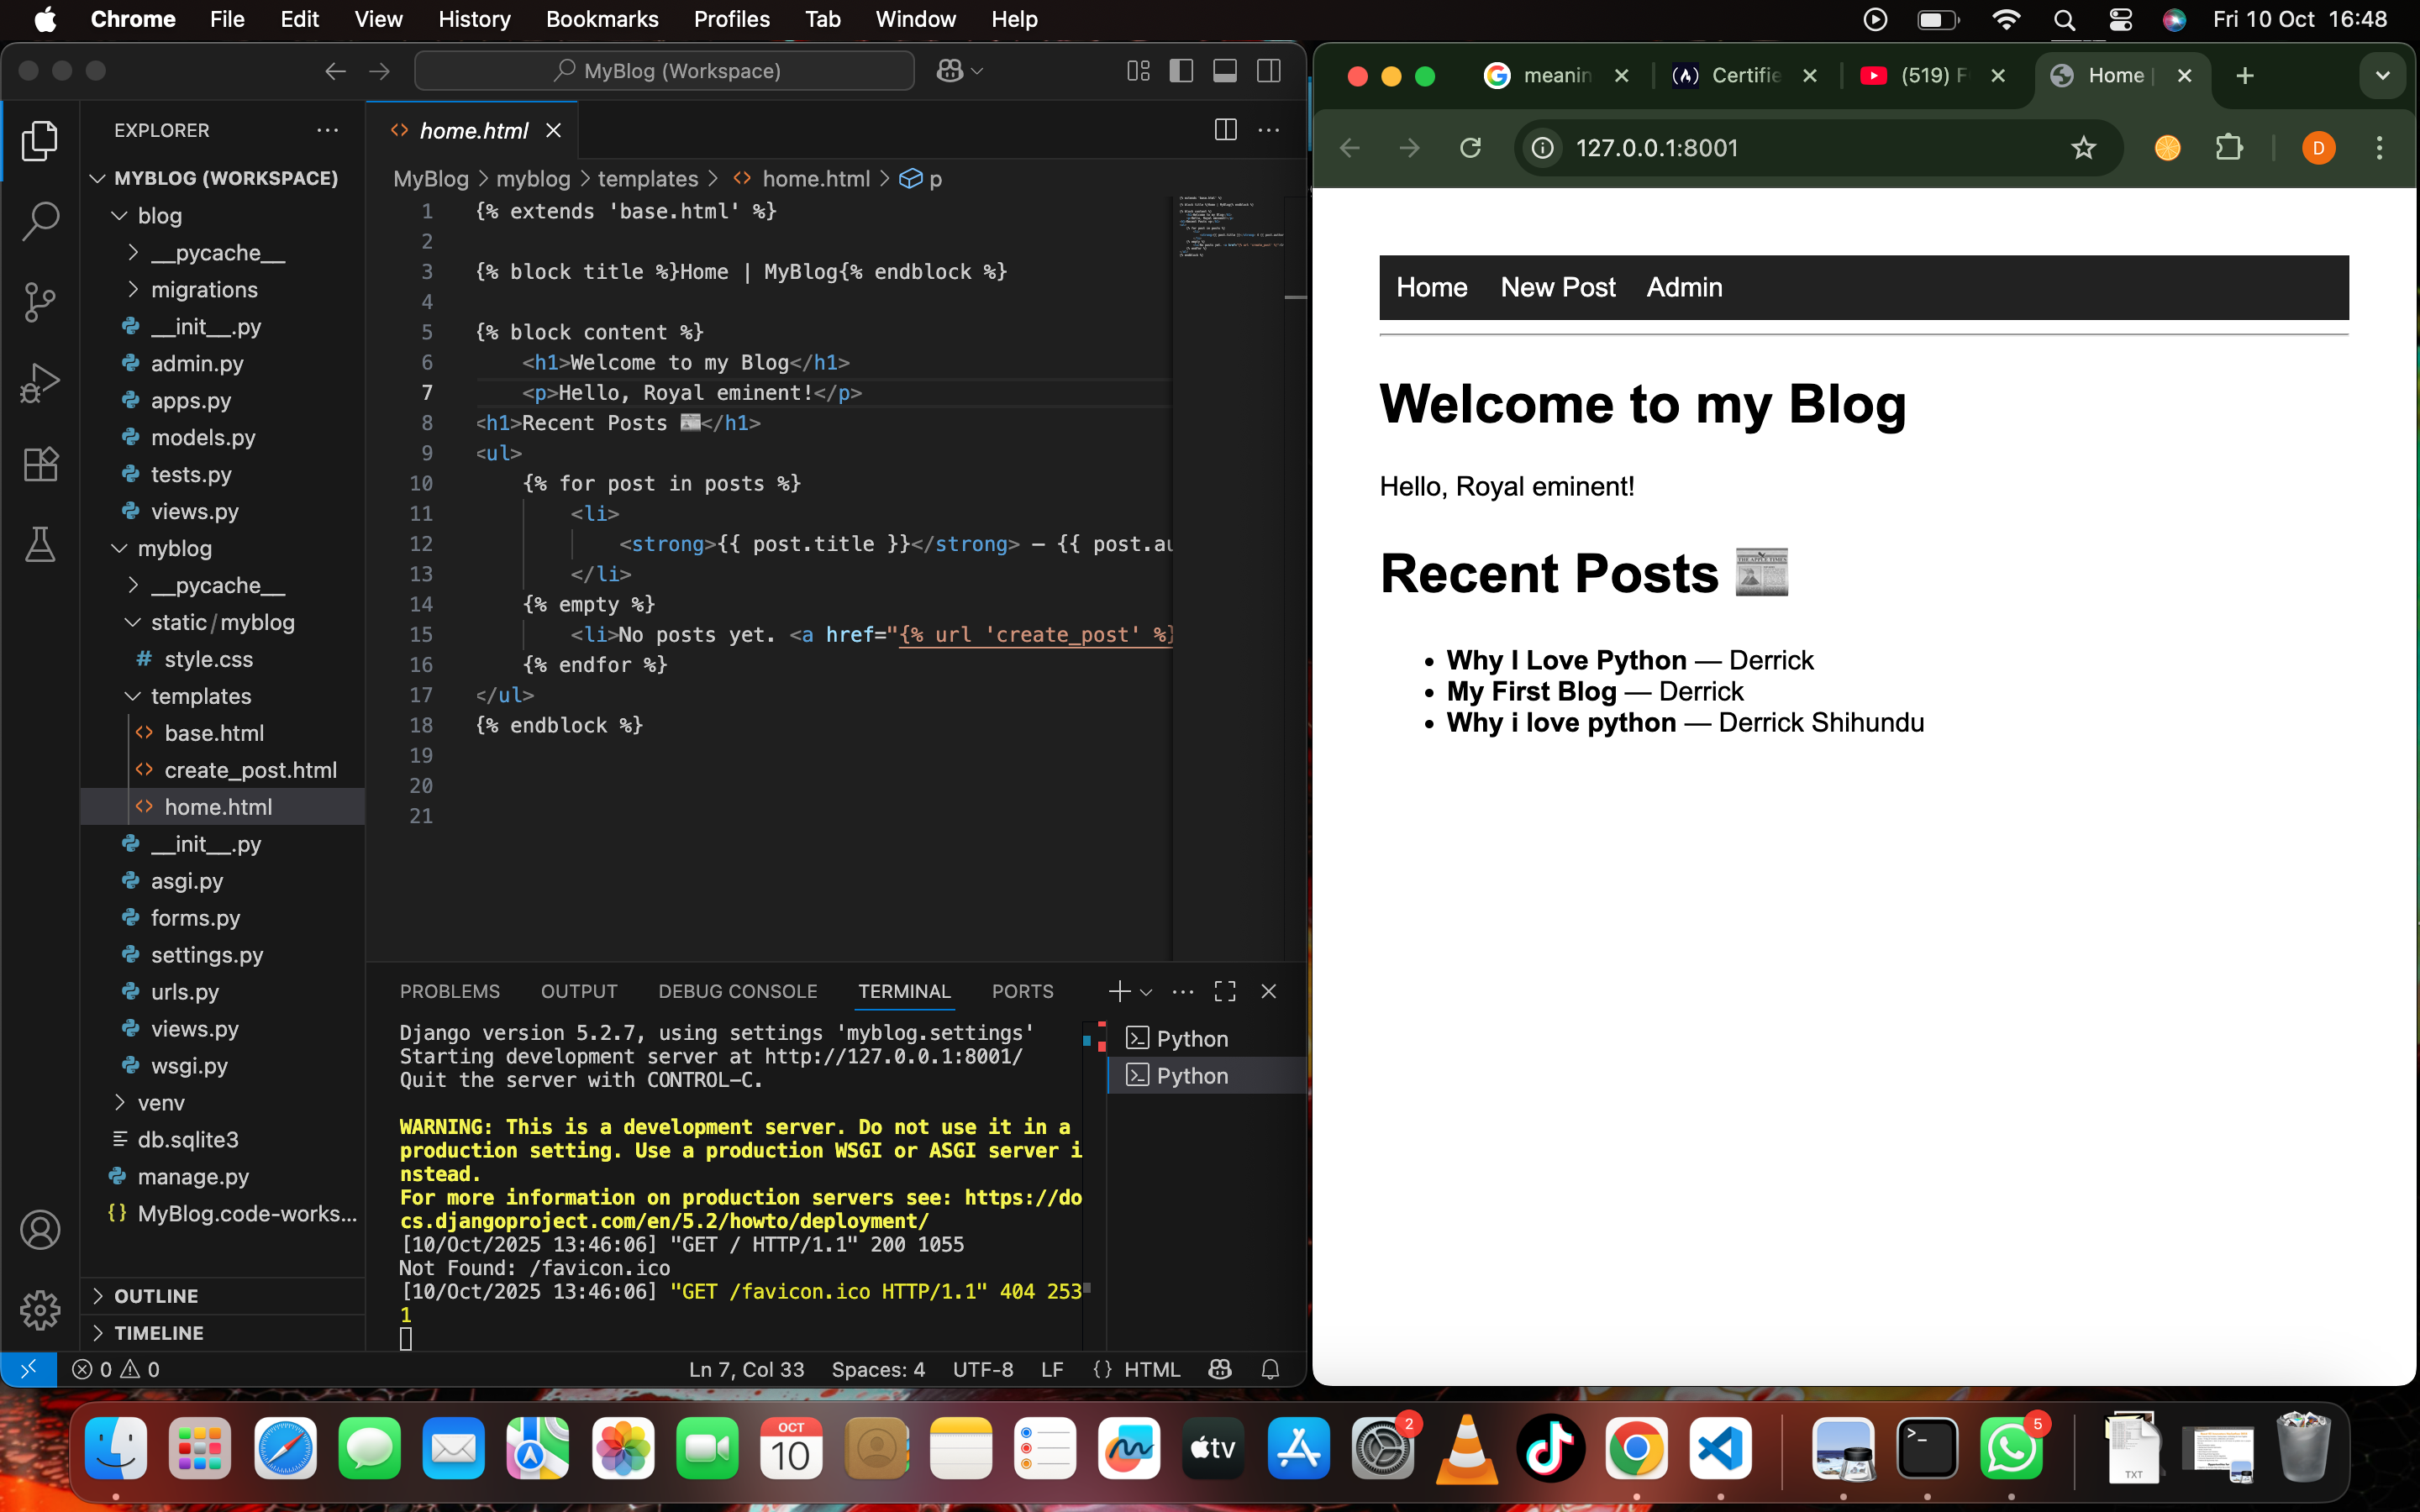 Chrome File Edit View History Bookmarks Profiles Tab Window Help Fri 10 Oct 16:48
MyBlog (Workspace)
EXPLORER
MYBLOG (WORKSPACE)
blog
__pycache__
migrations
__init__.py
admin.py
apps.py
models.py
tests.py
views.py
myblog
__pycache__
static/myblog
style.css
templates
base.html
create_post.html
home.html
__init__.py
asgi.py
forms.py
settings.py
urls.py
views.py
wsgi.py
venv
db.sqlite3
manage.py
MyBlog.code-works...
OUTLINE
TIMELINE
home.html
MyBlog > myblog > templates > home.html > p
1 {% extends 'base.html' %}
2
3 {% block title %}Home | MyBlog{% endblock %}
4
5 {% block content %}
6 <h1>Welcome to my Blog</h1>
7 <p>Hello, Royal eminent!</p>
8 <h1>Recent Posts 📰</h1>
9 <ul>
10 {% for post in posts %}
11 <li>
12 <strong>{{ post.title }}</strong> — {{ post.au
13 </li>
14 {% empty %}
15 <li>No posts yet. <a href="{% url 'create_post' %}
16 {% endfor %}
17 </ul>
18 {% endblock %}
19
20
21
PROBLEMS OUTPUT DEBUG CONSOLE TERMINAL PORTS
Django version 5.2.7, using settings 'myblog.settings'
Starting development server at http://127.0.0.1:8001/
Quit the server with CONTROL-C.
WARNING: This is a development server. Do not use it in a
production setting. Use a production WSGI or ASGI server i
nstead.
For more information on production servers see: https://do
cs.djangoproject.com/en/5.2/howto/deployment/
[10/Oct/2025 13:46:06] "GET / HTTP/1.1" 200 1055
Not Found: /favicon.ico
[10/Oct/2025 13:46:06] "GET /favicon.ico HTTP/1.1" 404 253
1
Python
Python
0 0 Ln 7, Col 33 Spaces: 4 UTF-8 LF {} HTML
meanin Certifie (519) F Home
127.0.0.1:8001
D
Home New Post Admin
Welcome to my Blog
Hello, Royal eminent!
Recent Posts 📰
• Why I Love Python — Derrick
• My First Blog — Derrick
• Why i love python — Derrick Shihundu
OCT
10
tv
2
5
TXT